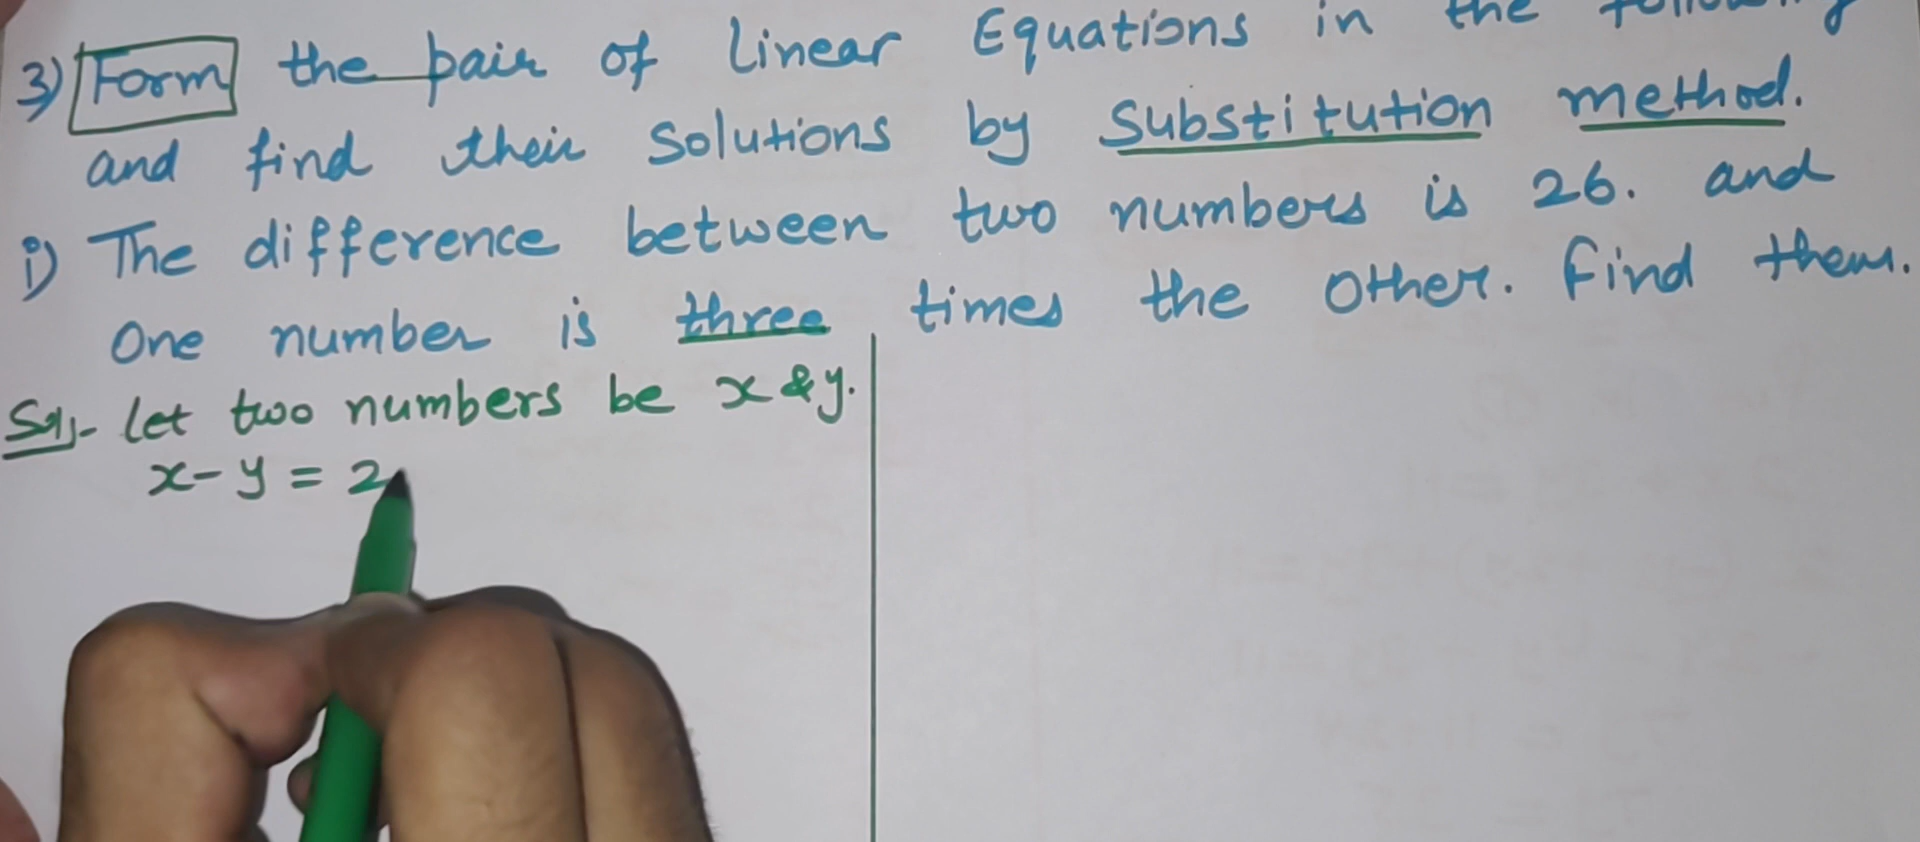 3) Form the pair of Linear Equations in the following
and find their Solutions by Substitution method.
i) The difference between two numbers is 26. and
One number is three times the other. Find them.
Sol:- Let two numbers be x & y.
x - y = 2